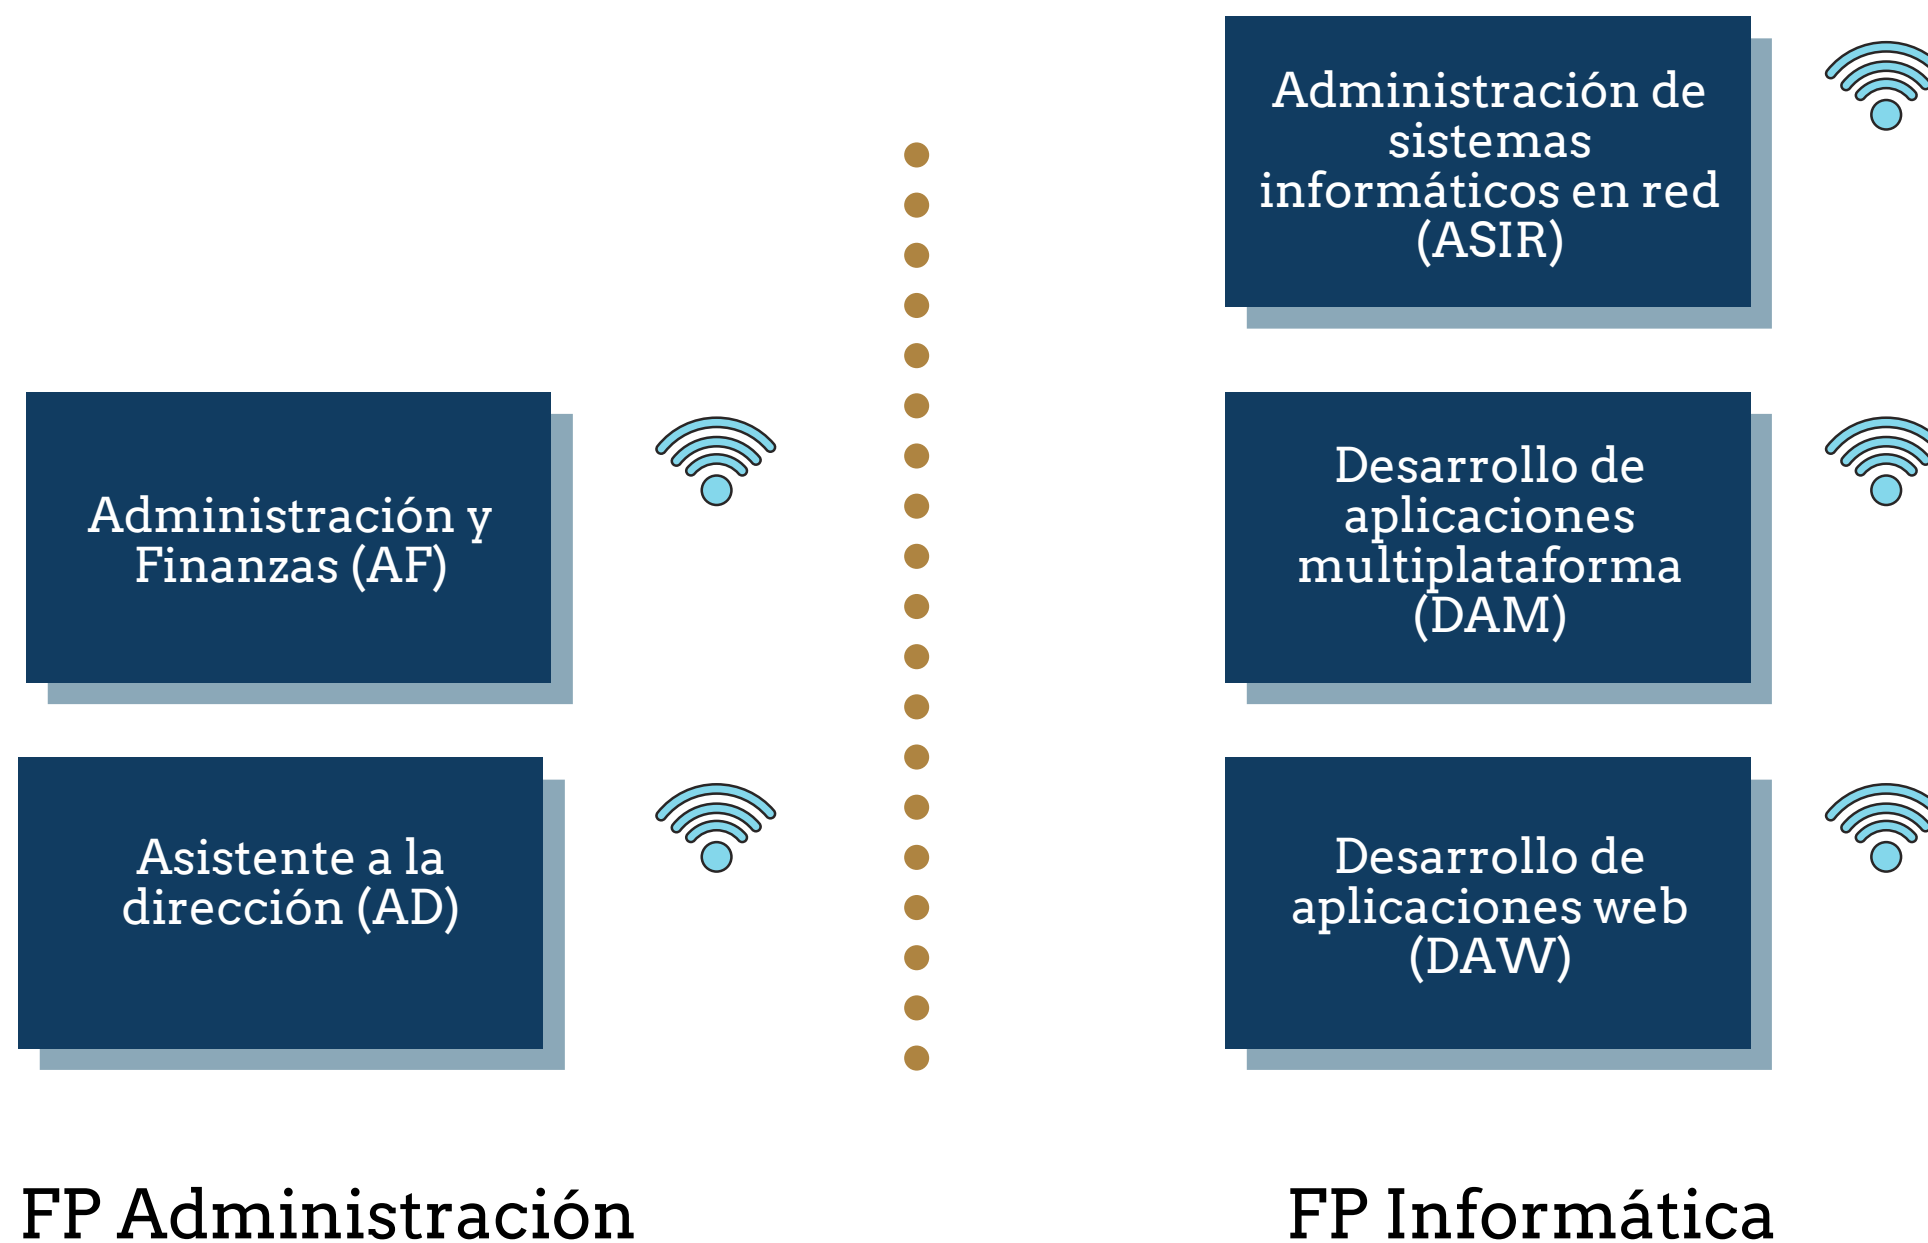 Administración y
Finanzas (AF)
Asistente a la
dirección (AD)
FP Administración
Administración de
sistemas
informáticos en red
(ASIR)
Desarrollo de
aplicaciones
multiplataforma
(DAM)
Desarrollo de
aplicaciones web
(DAW)
FP Informática